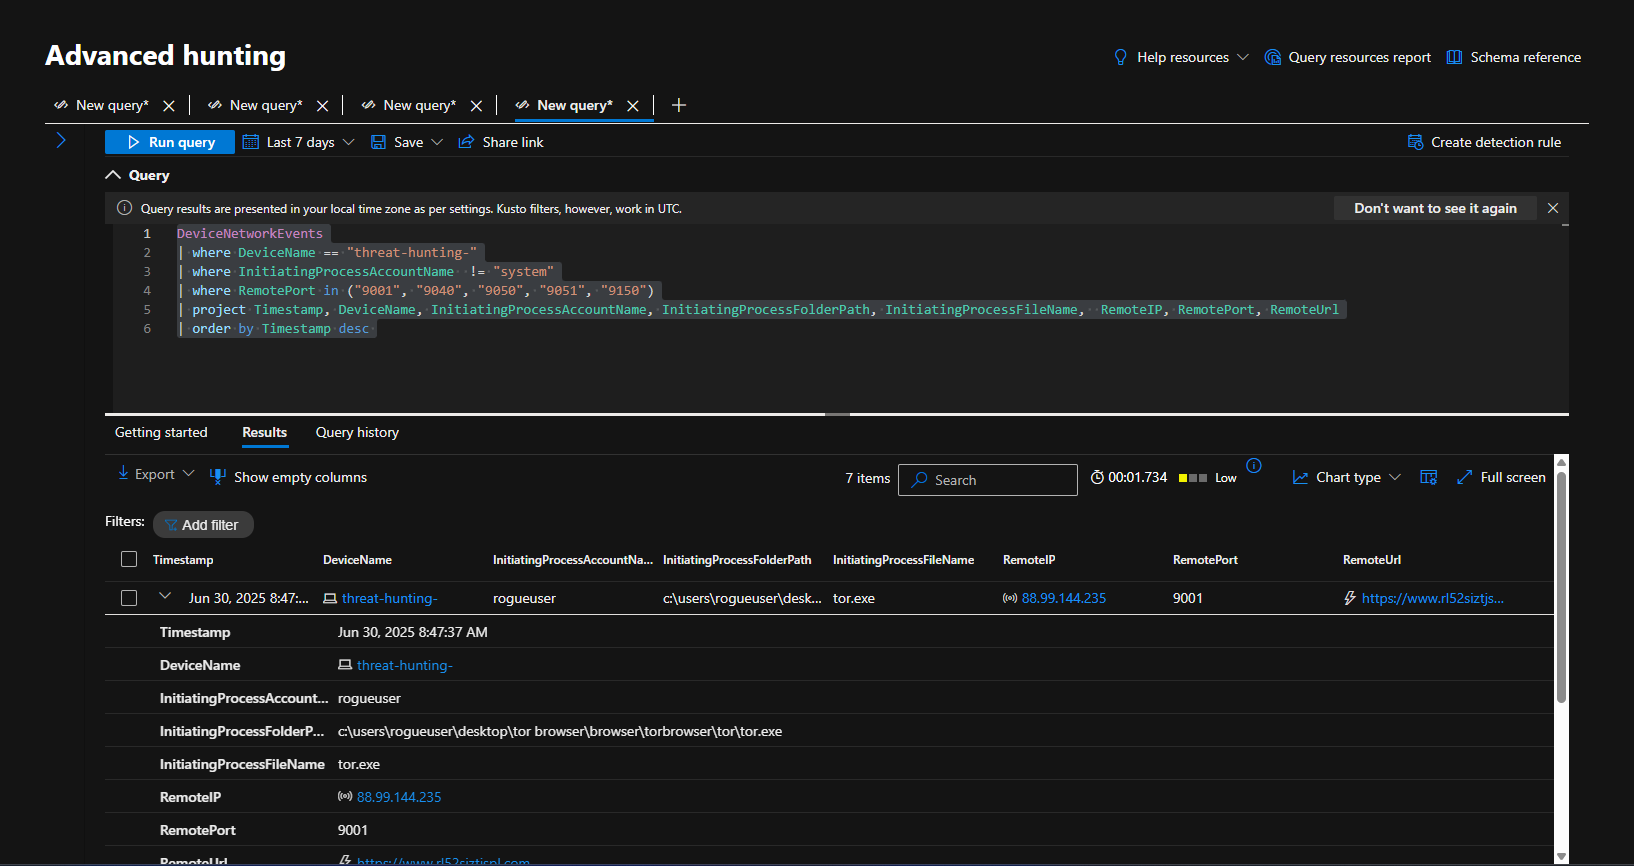 Advanced hunting
Help resources
Query resources report
Schema reference
New query*
New query*
New query*
New query*
Run query
Last 7 days
Save
Share link
Create detection rule
Query
Query results are presented in your local time zone as per settings. Kusto filters, however, work in UTC.
Don't want to see it again
1 DeviceNetworkEvents
2 | where DeviceName == "threat-hunting-"
3 | where InitiatingProcessAccountName != "system"
4 | where RemotePort in ("9001", "9040", "9050", "9051", "9150")
5 | project Timestamp, DeviceName, InitiatingProcessAccountName, InitiatingProcessFolderPath, InitiatingProcessFileName, RemoteIP, RemotePort, RemoteUrl
6 | order by Timestamp desc
Getting started
Results
Query history
Export
Show empty columns
7 items
Search
00:01.734
Low
Chart type
Full screen
Filters:
Add filter
Timestamp DeviceName InitiatingProcessAccountNa... InitiatingProcessFolderPath InitiatingProcessFileName RemoteIP RemotePort RemoteUrl
Jun 30, 2025 8:47:... threat-hunting- rogueuser c:\users\rogueuser\desk... tor.exe 88.99.144.235 9001 https://www.rl52siztjs...
Timestamp Jun 30, 2025 8:47:37 AM
DeviceName threat-hunting-
InitiatingProcessAccount... rogueuser
InitiatingProcessFolderP... c:\users\rogueuser\desktop\tor browser\browser\torbrowser\tor\tor.exe
InitiatingProcessFileName tor.exe
RemoteIP 88.99.144.235
RemotePort 9001
RemoteUrl https://www.rl52siztjspl.com